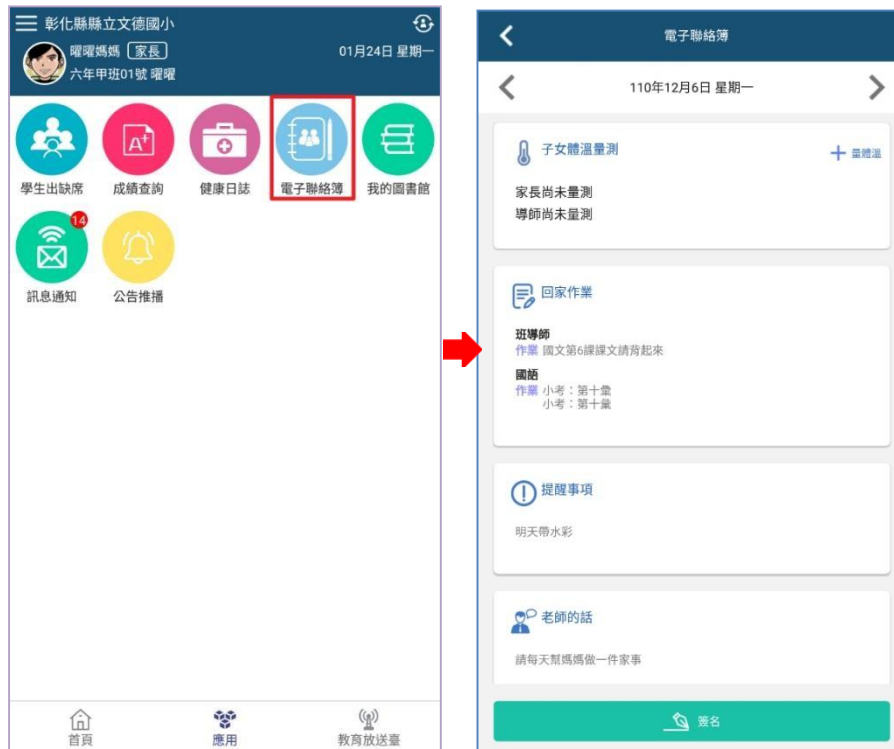 彰化縣縣立文德國小
曜曜媽媽 家長
01月24日 星期一
六年甲班01號 曜曜
學生出缺席
成績查詢
健康日誌
電子聯絡簿
我的圖書館
14
訊息通知
公告推播
首頁
應用
教育放送臺
電子聯絡簿
110年12月6日 星期一
子女體溫量測
量體溫
家長尚未量測
導師尚未量測
回家作業
班導師
作業 國文第6課課文請背起來
國語
作業 小考：第十彙
小考：第十彙
提醒事項
明天帶水彩
老師的話
請每天幫媽媽做一件家事
簽名